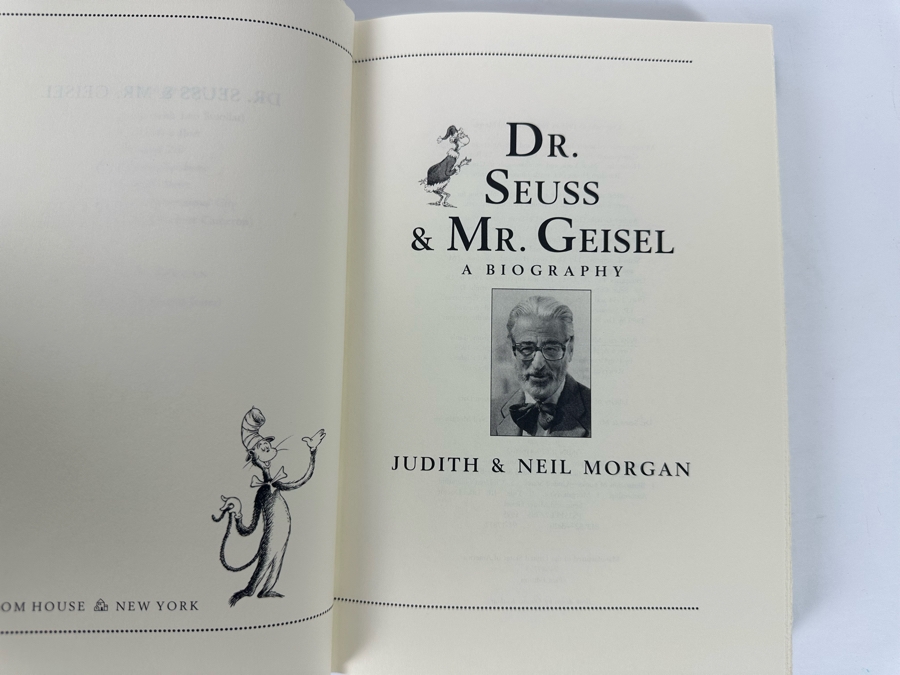 OM HOUSE NEW YORK
DR.
SEUSS
& MR. GEISEL
A BIOGRAPHY
JUDITH & NEIL MORGAN